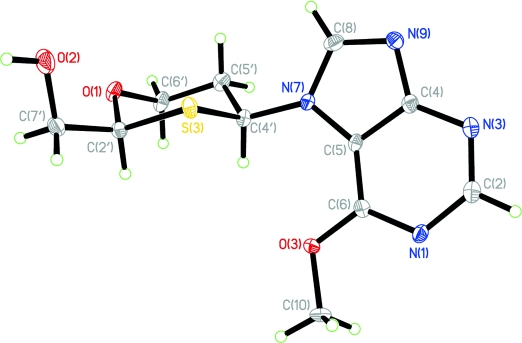 C(8)
N(9)
O(2)
C(5′)
O(1)
C(6′)
N(7)
C(4)
S(3)
C(4′)
N(3)
C(7′)
C(2′)
C(5)
C(2)
C(6)
O(3)
N(1)
C(10)